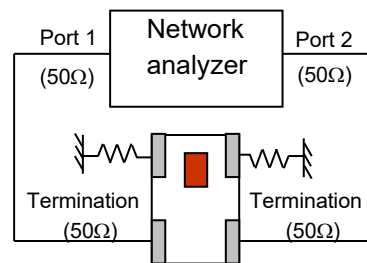 Port 1
Network
analyzer
Port 2
(50Ω)
(50Ω)
Termination
(50Ω)
Termination
(50Ω)